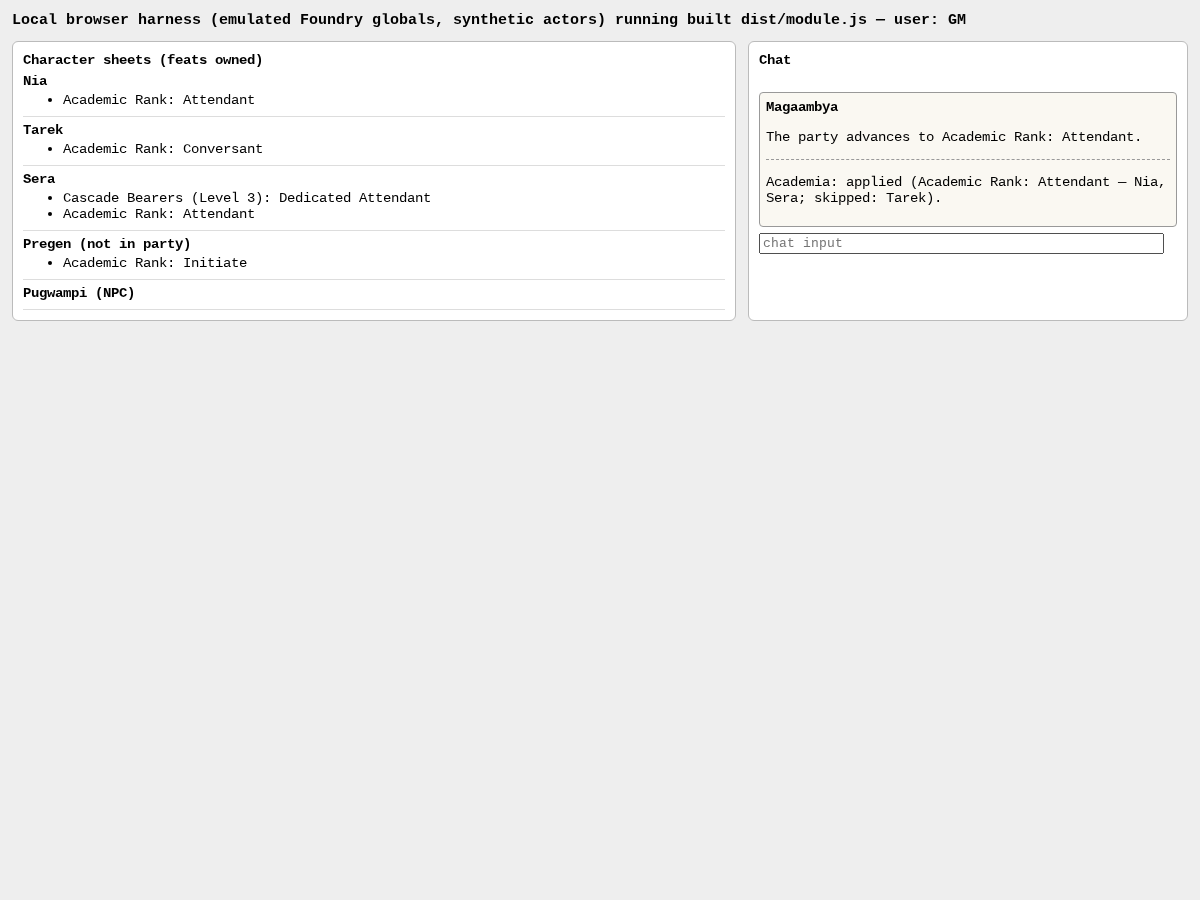 Local browser harness (emulated Foundry globals, synthetic actors) running built dist/module.js — user: GM
Character sheets (feats owned)
Nia
• Academic Rank: Attendant
Tarek
• Academic Rank: Conversant
Sera
• Cascade Bearers (Level 3): Dedicated Attendant
• Academic Rank: Attendant
Pregen (not in party)
• Academic Rank: Initiate
Pugwampi (NPC)
Chat
Magaambya
The party advances to Academic Rank: Attendant.
Academia: applied (Academic Rank: Attendant — Nia,
Sera; skipped: Tarek).
chat input